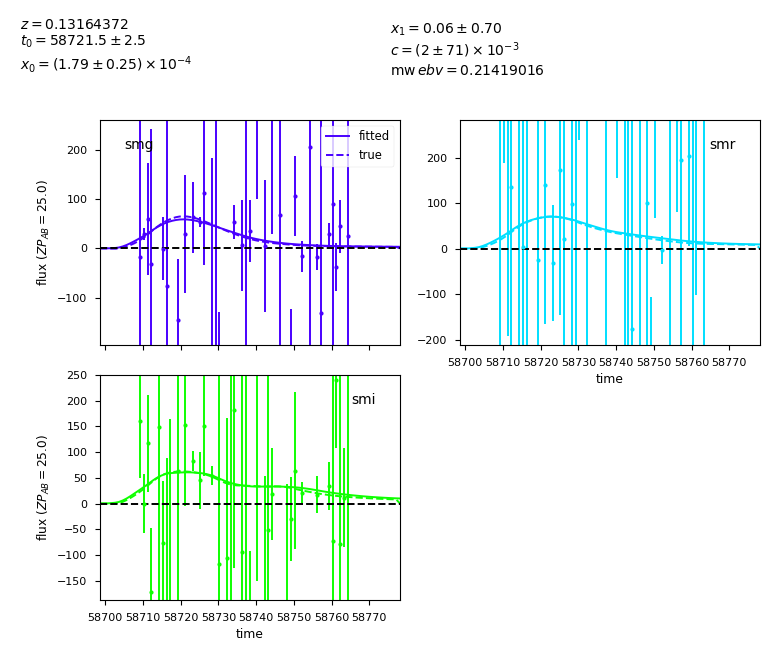 z = 0.13164372
t₀ = 58721.5 ± 2.5
x₀ = (1.79 ± 0.25) × 10⁻⁴
x₁ = 0.06 ± 0.70
c = (2 ± 71) × 10⁻³
mw ebv = 0.21419016
smg
fitted
true
200
100
0
−100
flux (ZP_AB = 25.0)
smr
200
100
0
−100
−200
58700 58710 58720 58730 58740 58750 58760 58770
time
smi
250
200
150
100
50
0
−50
−100
−150
flux (ZP_AB = 25.0)
58700 58710 58720 58730 58740 58750 58760 58770
time